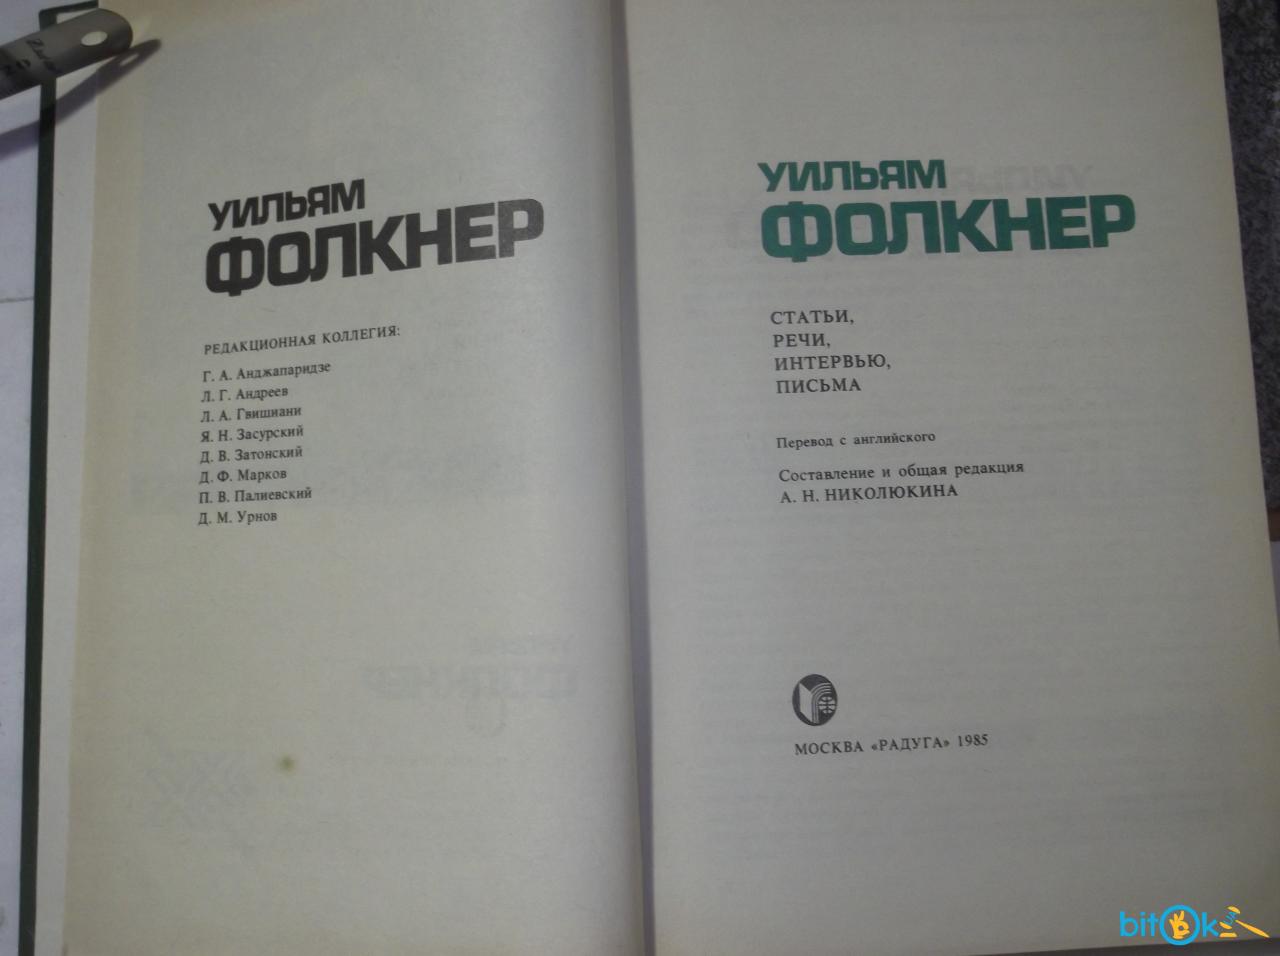 УИЛЬЯМ
ФОЛКНЕР
РЕДАКЦИОННАЯ КОЛЛЕГИЯ:
Г. А. Анджапаридзе
Л. Г. Андреев
Л. А. Гвишиани
Я. Н. Засурский
Д. В. Затонский
Д. Ф. Марков
П. В. Палиевский
Д. М. Урнов
УИЛЬЯМ
ФОЛКНЕР
СТАТЬИ,
РЕЧИ,
ИНТЕРВЬЮ,
ПИСЬМА
Перевод с английского
Составление и общая редакция
А. Н. НИКОЛЮКИНА
МОСКВА «РАДУГА» 1985
20
bitOk